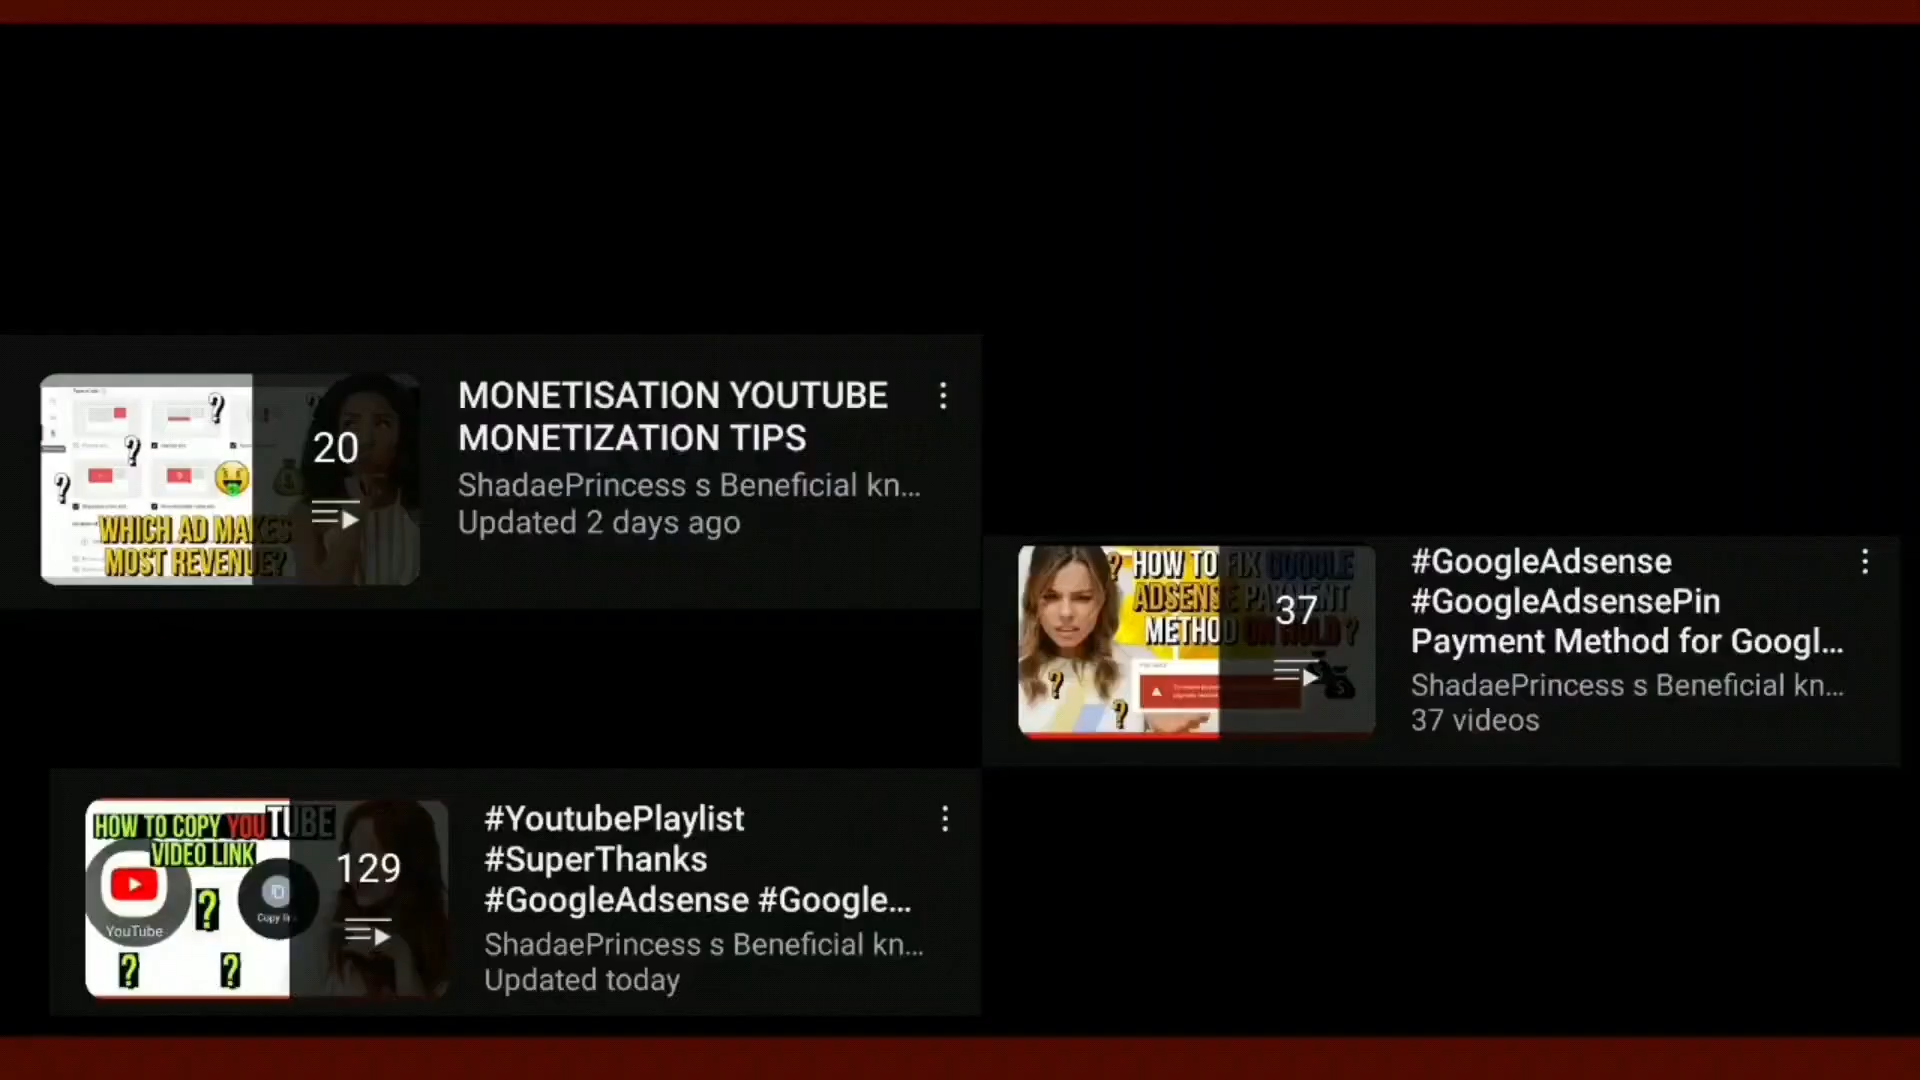 WHICH AD MAKES
MOST REVENUE?
20
MONETISATION YOUTUBE
MONETIZATION TIPS
ShadaePrincess s Beneficial kn...
Updated 2 days ago
HOW TO FIX GOOGLE
ADSENSE PAYMENT
METHOD ON HOLD ?
37
#GoogleAdsense
#GoogleAdsensePin
Payment Method for Googl...
ShadaePrincess s Beneficial kn...
37 videos
HOW TO COPY YOUTUBE
VIDEO LINK
YouTube
Copy li
129
#YoutubePlaylist
#SuperThanks
#GoogleAdsense #Google...
ShadaePrincess s Beneficial kn...
Updated today